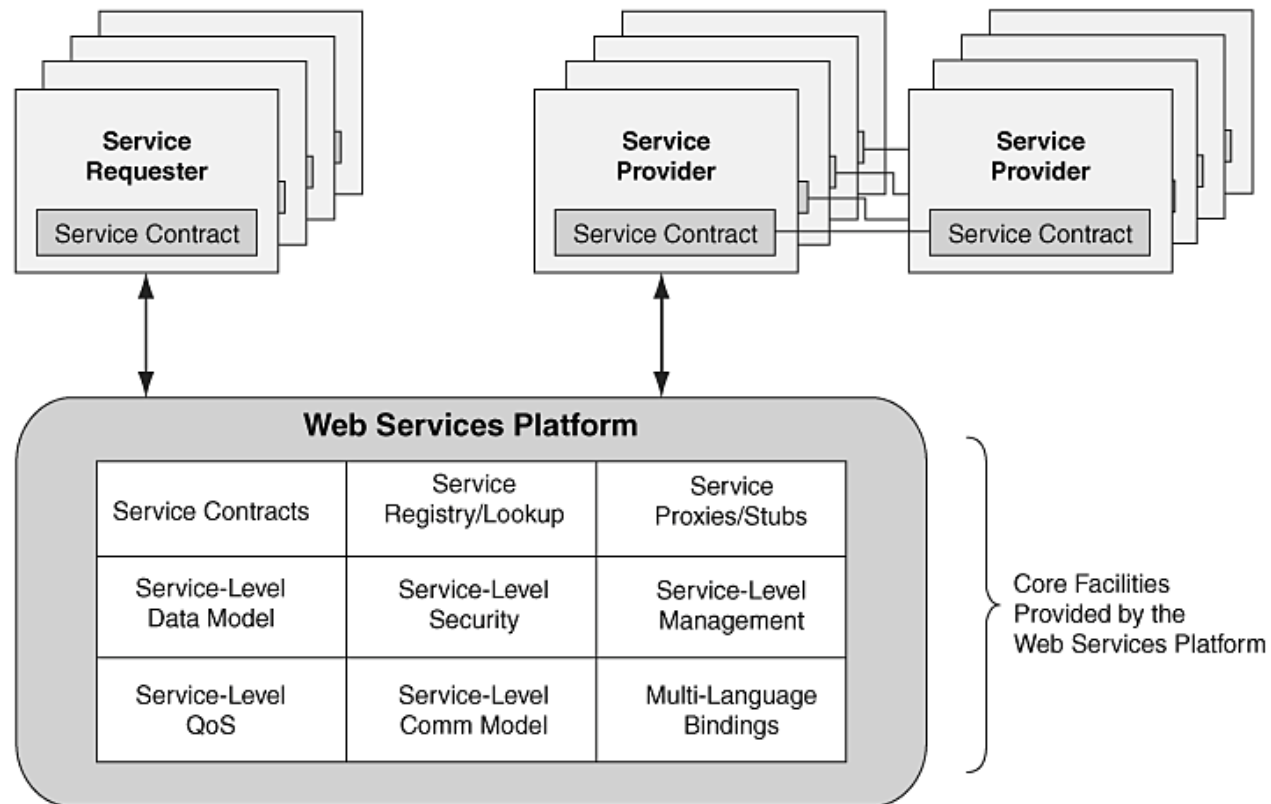 Service
Requester
Service Contract
Service
Provider
Service Contract
Service
Provider
Service Contract
Web Services Platform
Service Contracts
Service
Registry/Lookup
Service
Proxies/Stubs
Service-Level
Data Model
Service-Level
Security
Service-Level
Management
Service-Level
QoS
Service-Level
Comm Model
Multi-Language
Bindings
Core Facilities
Provided by the
Web Services Platform